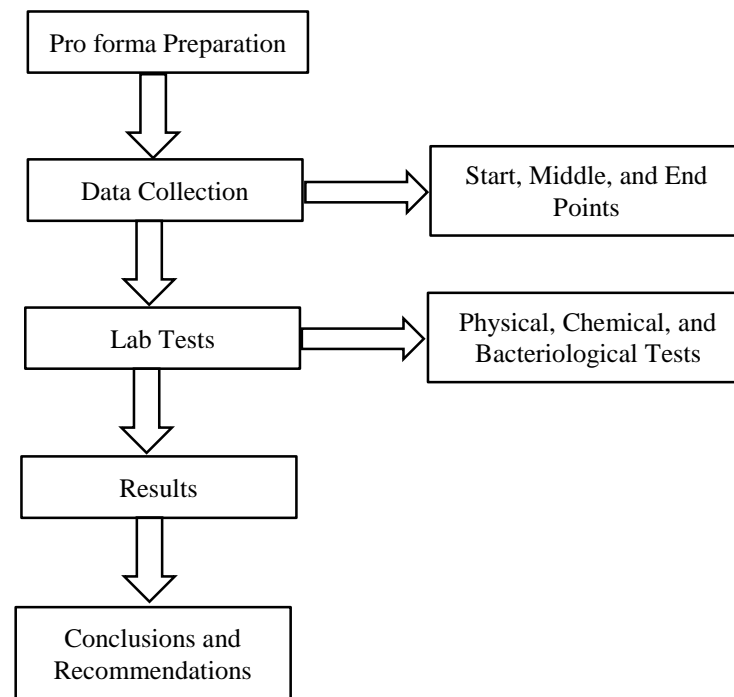 Pro forma Preparation
Data Collection
Start, Middle, and End
Points
Lab Tests
Physical, Chemical, and
Bacteriological Tests
Results
Conclusions and
Recommendations